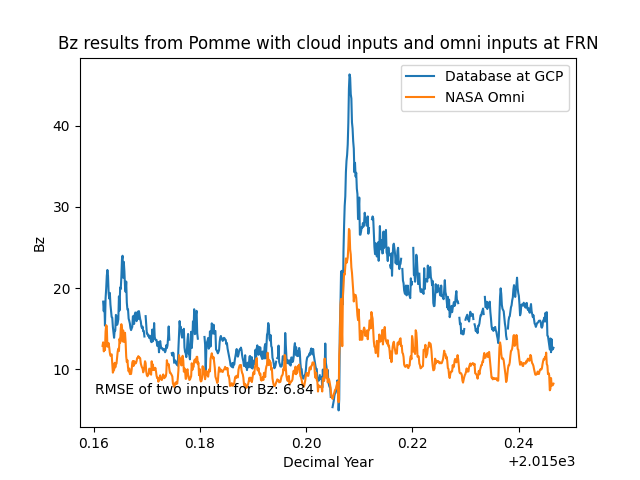 Bz results from Pomme with cloud inputs and omni inputs at FRN
Database at GCP
NASA Omni
40
30
20
10
Bz
RMSE of two inputs for Bz: 6.84
0.16
0.18
0.20
0.22
0.24
Decimal Year
+2.015e3